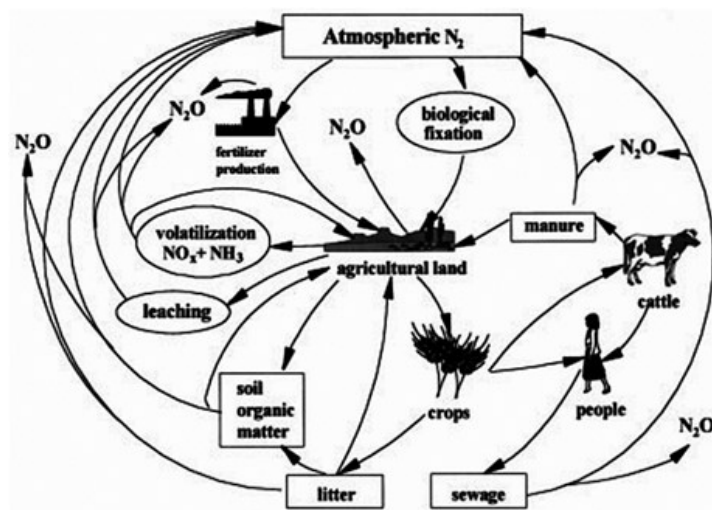 Atmospheric N₂
N₂O
fertilizer
production
N₂O
biological
fixation
N₂O
N₂O
volatilization
NOₓ+ NH₃
agricultural land
manure
cattle
leaching
soil
organic
matter
crops
people
N₂O
litter
sewage